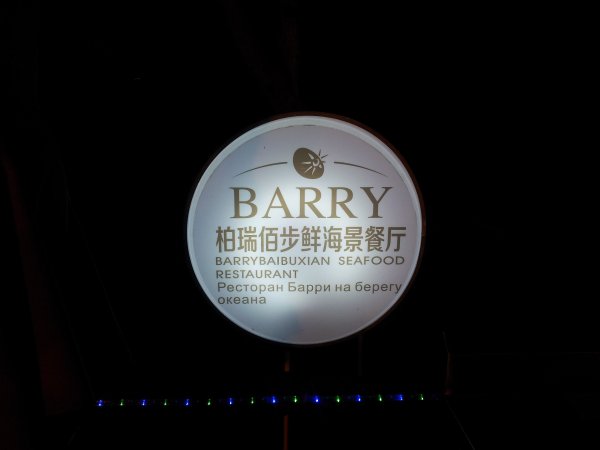 BARRY
柏瑞佰步鲜海景餐厅
BARRYBAIBUXIAN SEAFOOD
RESTAURANT
Ресторан Барри на берегу
океана